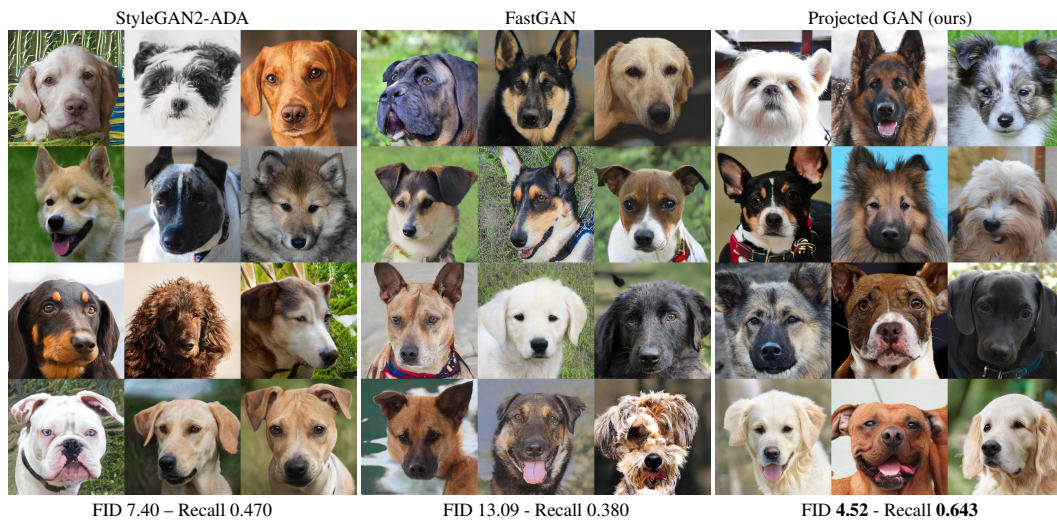 StyleGAN2-ADA
FastGAN
Projected GAN (ours)
FID 7.40 – Recall 0.470
FID 13.09 - Recall 0.380
FID 4.52 - Recall 0.643